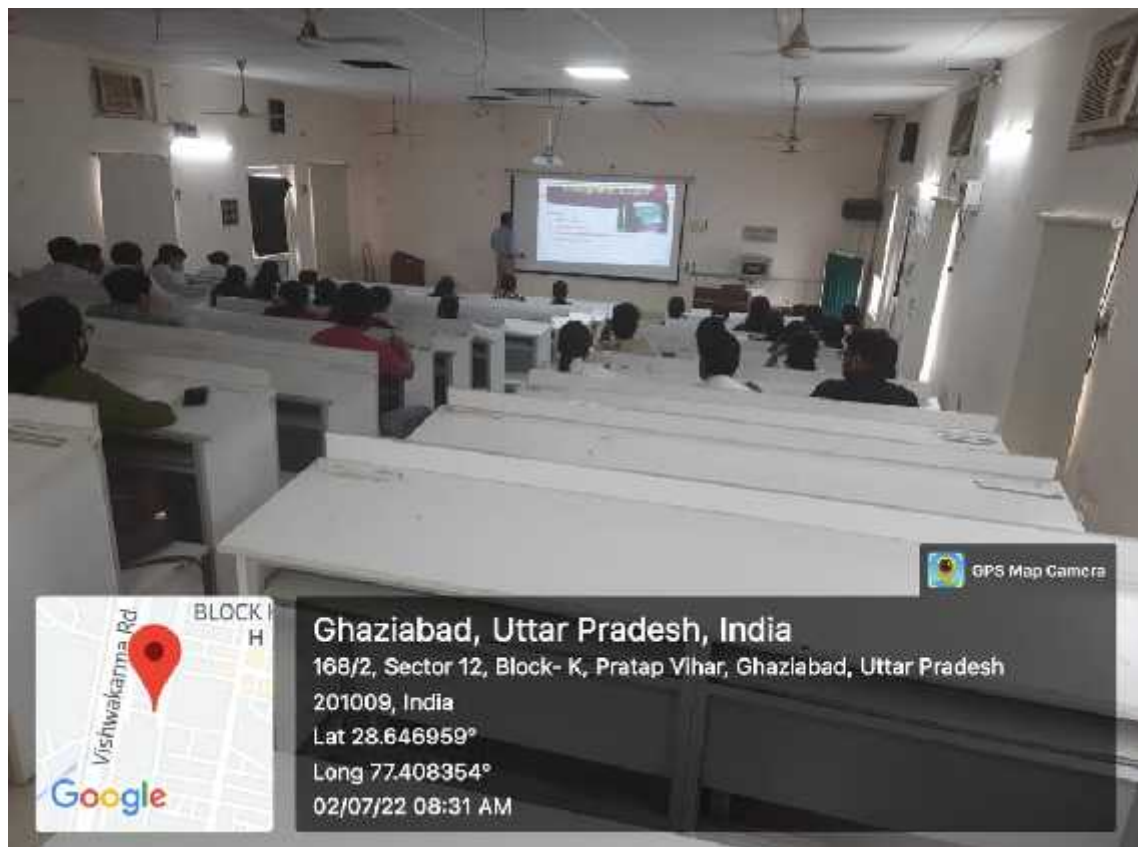 GPS Map Camera
BLOCK
H
Vishwakarma Rd
Google
Ghaziabad, Uttar Pradesh, India
168/2, Sector 12, Block- K, Pratap Vihar, Ghaziabad, Uttar Pradesh
201009, India
Lat 28.646959°
Long 77.408354°
02/07/22 08:31 AM